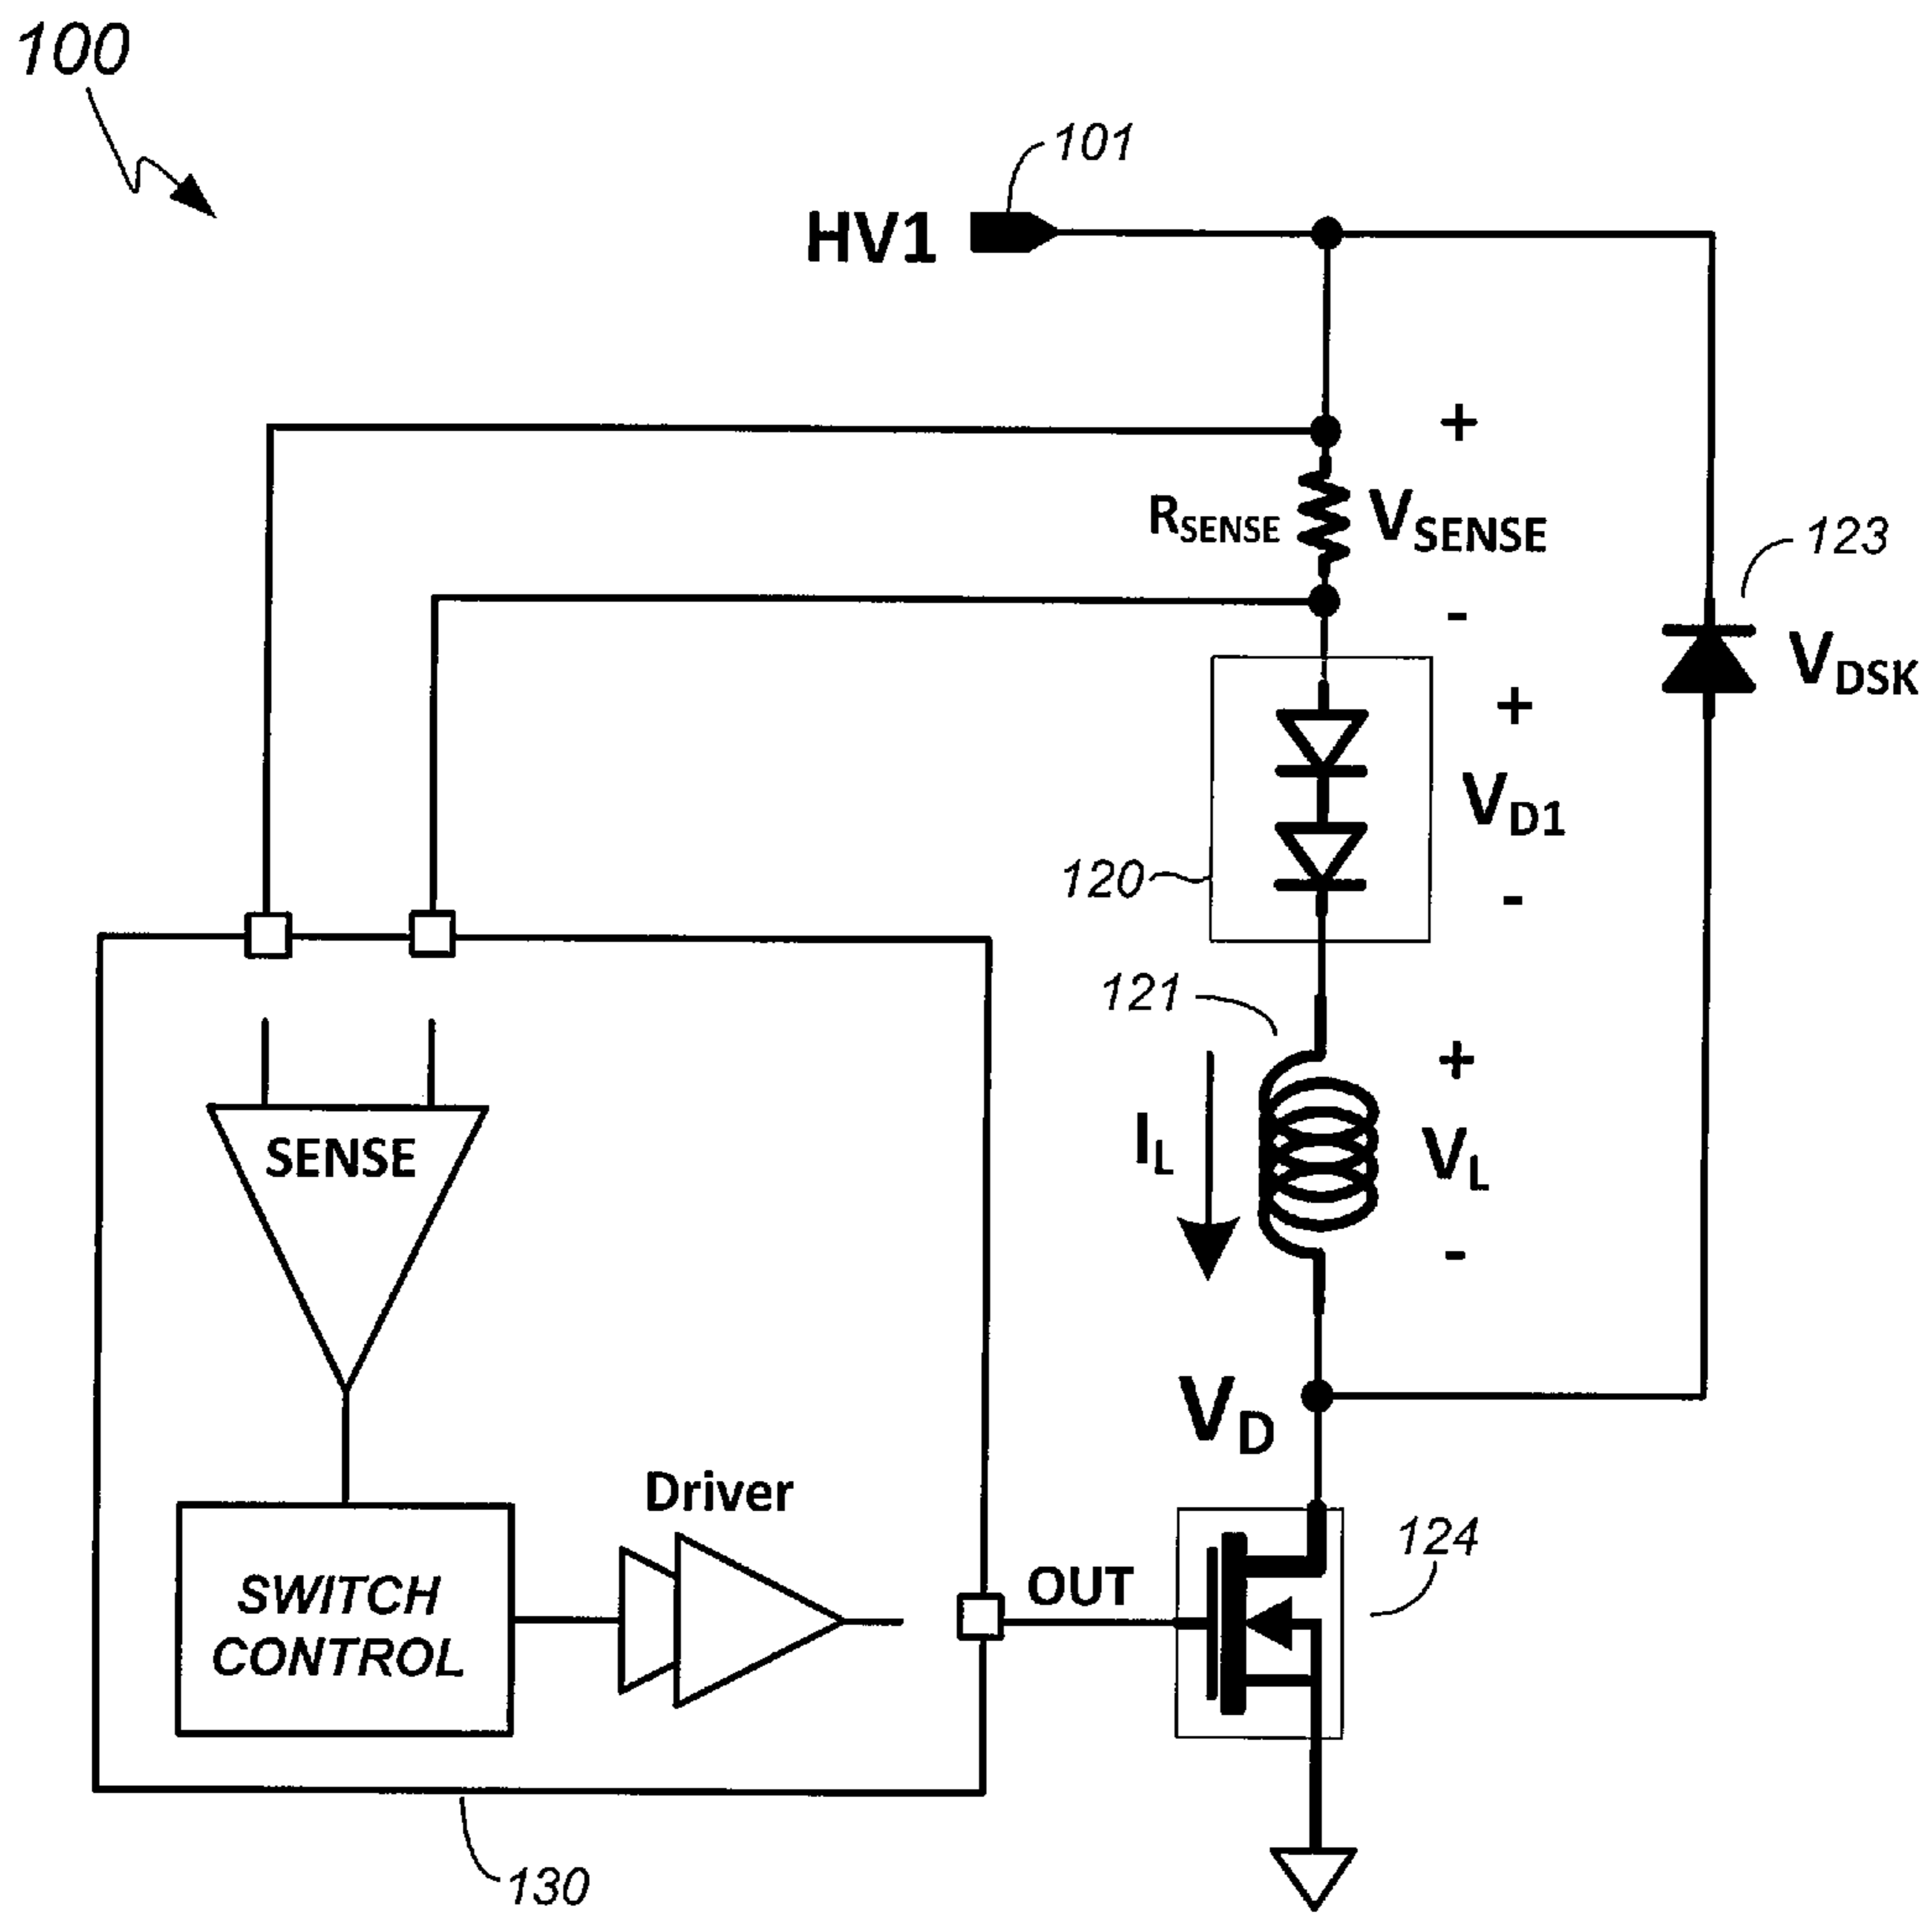 100
101
HV1
+
RSENSE
VSENSE
123
-
VDSK
+
VD1
120
-
121
+
IL
VL
-
SENSE
VD
Driver
124
OUT
SWITCH
CONTROL
130